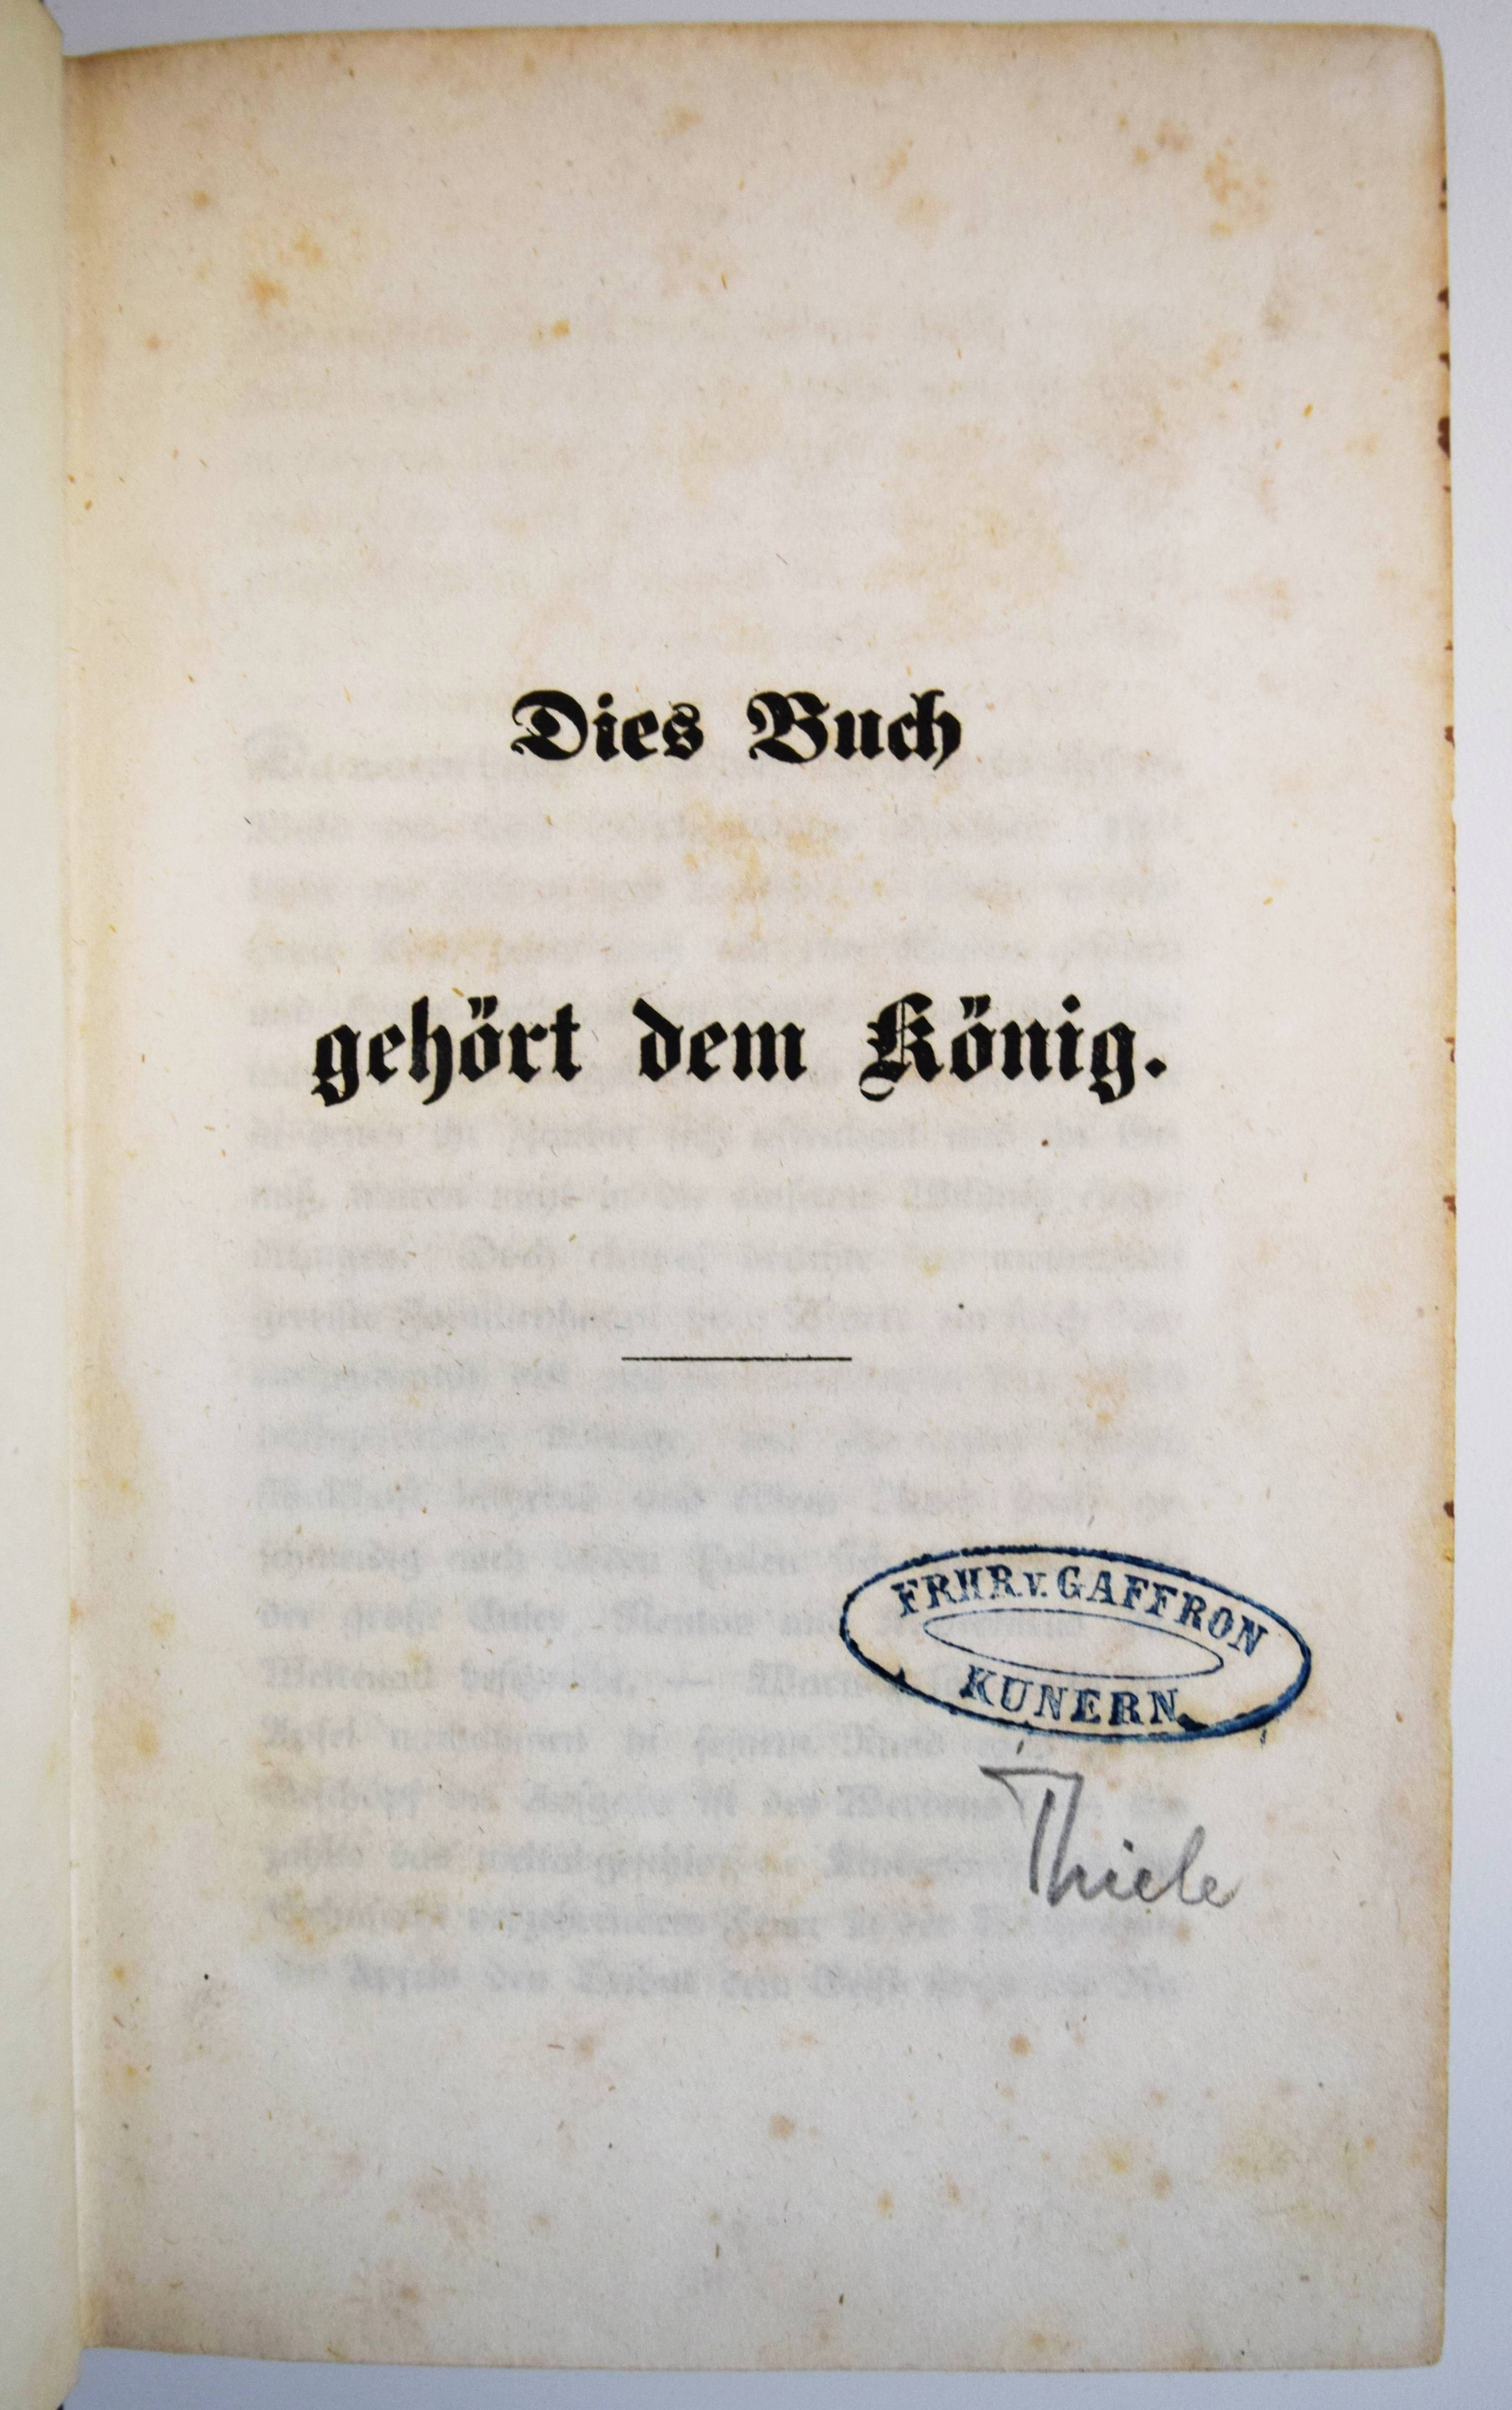 Dies Buch
gehört dem König.
FRHR v. GAFFRON
KUNERN
Thiele